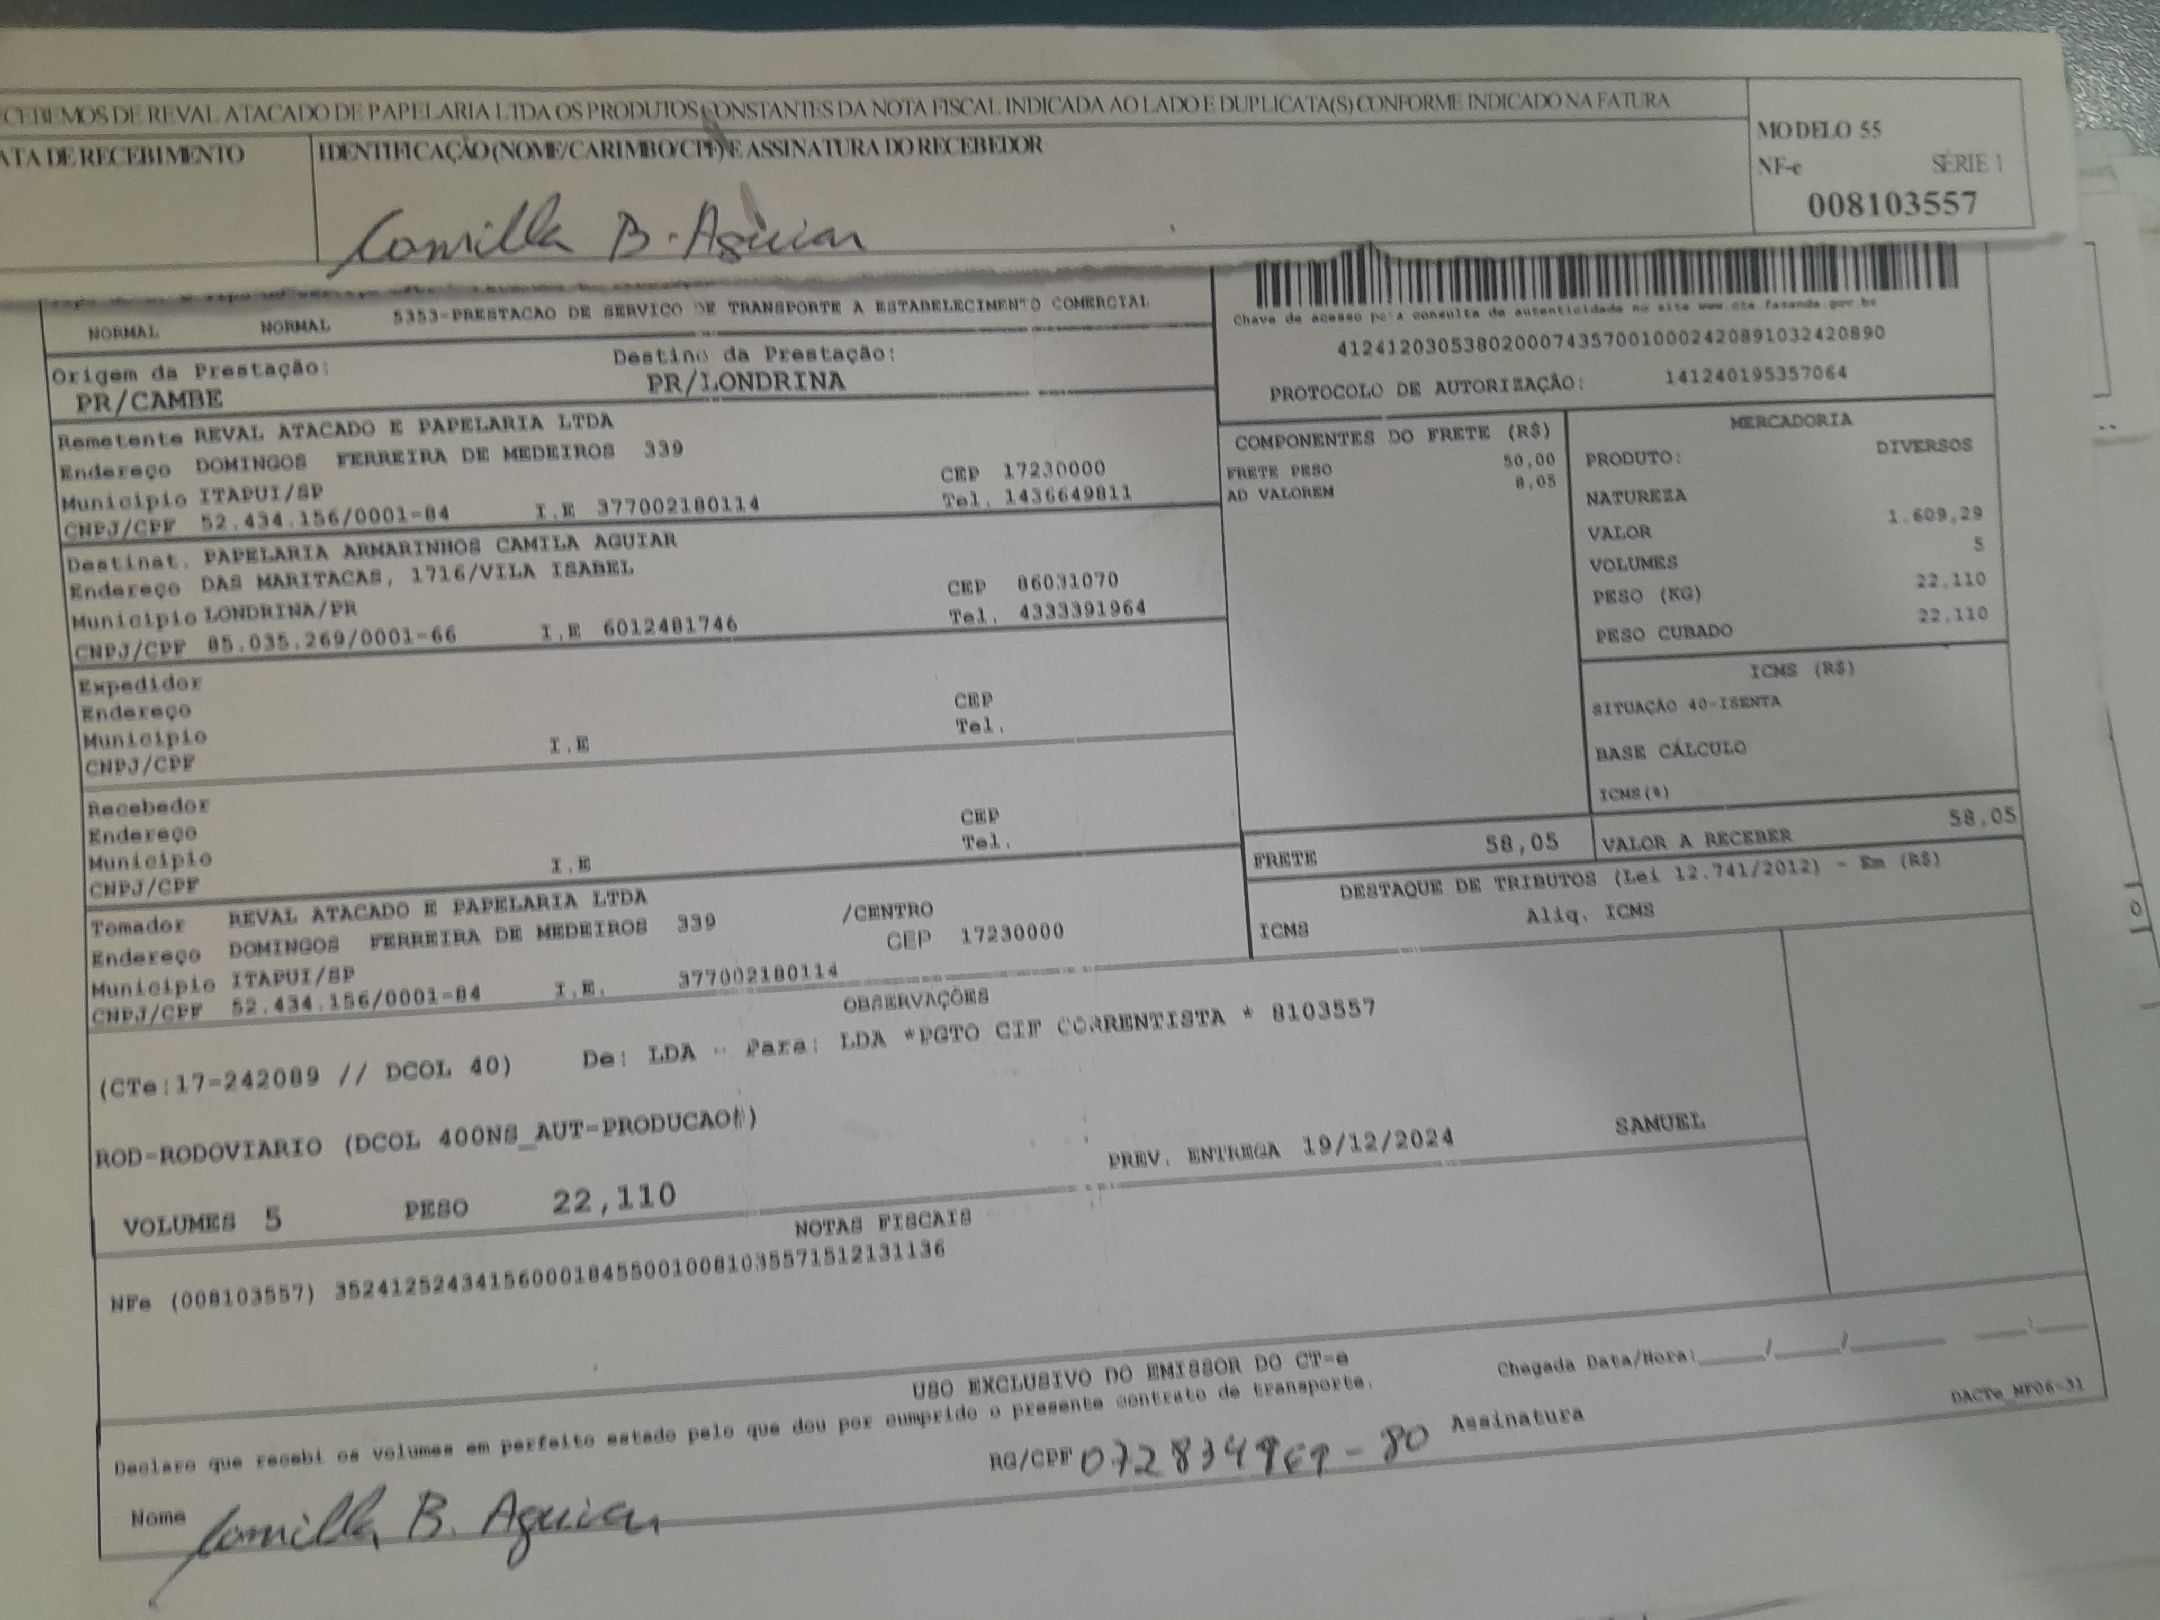 CEBEMOS DE REVAL ATACADO DE PAPELARIA LTDA OS PRODUTOS CONSTANTES DA NOTA FISCAL INDICADA AO LADO E DUPLICATA(S) CONFORME INDICADO NA FATURA
ATA DE RECEBIMENTO
IDENTIFICAÇÃO (NOME/CARIMBO/CPF) E ASSINATURA DO RECEBEDOR
Camilla B. Aguiar
MODELO 55
NF-e SÉRIE 1
008103557
NORMAL NORMAL 5353-PRESTACAO DE SERVICO DE TRANSPORTE A ESTABELECIMENTO COMERCIAL
Chave de acesso para consulta de autenticidade no site www.cte.fazenda.gov.br
41241203053802000743570010002420891032420890
PROTOCOLO DE AUTORIZAÇÃO: 141240195357064
Origem da Prestação: Destino da Prestação:
PR/CAMBE PR/LONDRINA
Remetente REVAL ATACADO E PAPELARIA LTDA
Endereço DOMINGOS FERREIRA DE MEDEIROS 339
Municipio ITAPUI/SP CEP 17230000
CNPJ/CPF 52.434.156/0001-84 I.E 377002180114 Tel. 1436649811
Destinat. PAPELARIA ARMARINHOS CAMILA AGUIAR
Endereço DAS MARITACAS, 1716/VILA ISABEL
Municipio LONDRINA/PR CEP 86031070
CNPJ/CPF 85.035.269/0001-66 I.E 6012481746 Tel. 4333391964
Expedidor
Endereço CEP
Municipio Tel.
CNPJ/CPF I.E
Recebedor
Endereço CEP
Municipio Tel.
CNPJ/CPF I.E
Tomador REVAL ATACADO E PAPELARIA LTDA
Endereço DOMINGOS FERREIRA DE MEDEIROS 339 /CENTRO
Municipio ITAPUI/SP CEP 17230000
CNPJ/CPF 52.434.156/0001-84 I.E. 377002180114
COMPONENTES DO FRETE (R$)
FRETE PESO 50,00
AD VALOREM 8,05
MERCADORIA
PRODUTO: DIVERSOS
NATUREZA
VALOR 1.609,29
VOLUMES 5
PESO (KG) 22,110
PESO CUBADO 22,110
ICMS (R$)
SITUAÇÃO 40-ISENTA
BASE CÁLCULO
ICMS(%)
FRETE 58,05
VALOR A RECEBER 58,05
DESTAQUE DE TRIBUTOS (Lei 12.741/2012) - Em (R$)
ICMS Aliq. ICMS
OBSERVAÇÕES
(CTe:17-242089 // DCOL 40) De: LDA - Para: LDA *PGTO CIF CORRENTISTA * 8103557
ROD-RODOVIARIO (DCOL 400NS_AUT-PRODUCAO#)
PREV. ENTREGA 19/12/2024 SAMUEL
VOLUMES 5 PESO 22,110
NOTAS FISCAIS
NFe (008103557) 35241252434156000184550010081035571512131136
USO EXCLUSIVO DO EMISSOR DO CT-e
Declaro que recebi os volumes em perfeito estado pelo que dou por cumprido o presente contrato de transporte.
Chegada Data/Hora:____/____/______ ___:___
DACTe_NF06-31
Nome Camilla B. Aguiar
RG/CPF 072834969-80 Assinatura